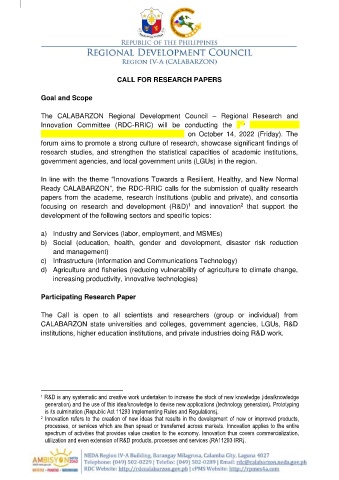 REPUBLIC OF THE PHILIPPINES
REGIONAL DEVELOPMENT COUNCIL
REGION IV-A (CALABARZON)
CALL FOR RESEARCH PAPERS
Goal and Scope
The CALABARZON Regional Development Council – Regional Research and
Innovation Committee (RDC-RRIC) will be conducting the
on October 14, 2022 (Friday). The
forum aims to promote a strong culture of research, showcase significant findings of
research studies, and strengthen the statistical capacities of academic institutions,
government agencies, and local government units (LGUs) in the region.
In line with the theme “Innovations Towards a Resilient, Healthy, and New Normal
Ready CALABARZON”, the RDC-RRIC calls for the submission of quality research
papers from the academe, research institutions (public and private), and consortia
focusing on research and development (R&D)¹ and innovation² that support the
development of the following sectors and specific topics:
a) Industry and Services (labor, employment, and MSMEs)
b) Social (education, health, gender and development, disaster risk reduction
and management)
c) Infrastructure (Information and Communications Technology)
d) Agriculture and fisheries (reducing vulnerability of agriculture to climate change,
increasing productivity, innovative technologies)
Participating Research Paper
The Call is open to all scientists and researchers (group or individual) from
CALABARZON state universities and colleges, government agencies, LGUs, R&D
institutions, higher education institutions, and private industries doing R&D work.
¹ R&D is any systematic and creative work undertaken to increase the stock of new knowledge (idea/knowledge
generation) and the use of this idea/knowledge to devise new applications (technology generation). Prototyping
is its culmination (Republic Act 11293 Implementing Rules and Regulations).
² Innovation refers to the creation of new ideas that results in the development of new or improved products,
processes, or services which are then spread or transferred across markets. Innovation applies to the entire
spectrum of activities that provides value creation to the economy. Innovation thus covers commercialization,
utilization and even extension of R&D products, processes and services (RA11293 IRR).
AMBISYON
NEDA Region IV-A Building, Barangay Milagrosa, Calamba City, Laguna 4027
Telephone: (049) 502-0229 | Telefax: (049) 502-0289 | Email: rdc@calabarzon.neda.gov.ph
RDC Website: http://rdc4calabarzon.neda.gov.ph | ePMS Website: http://rpmes4a.com